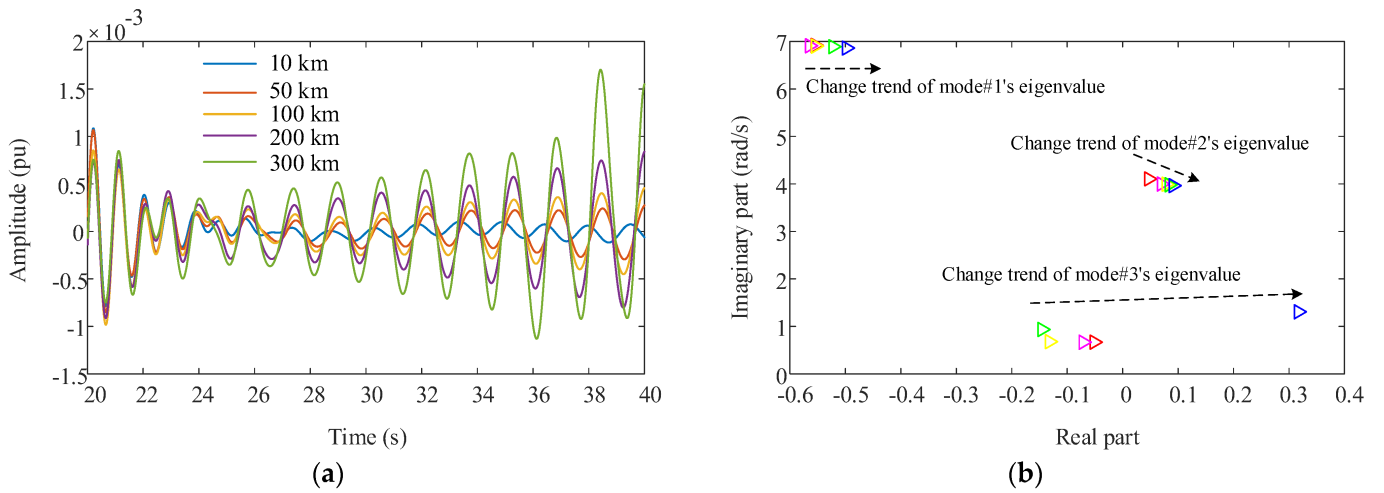 2 ×10⁻³
1.5
1
0.5
0
-0.5
-1
-1.5
20 22 24 26 28 30 32 34 36 38 40
Amplitude (pu)
Time (s)
10 km
50 km
100 km
200 km
300 km
(a)
7
6
5
4
3
2
1
0
-0.6 -0.5 -0.4 -0.3 -0.2 -0.1 0 0.1 0.2 0.3 0.4
Imaginary part (rad/s)
Real part
Change trend of mode#1's eigenvalue
Change trend of mode#2's eigenvalue
Change trend of mode#3's eigenvalue
(b)